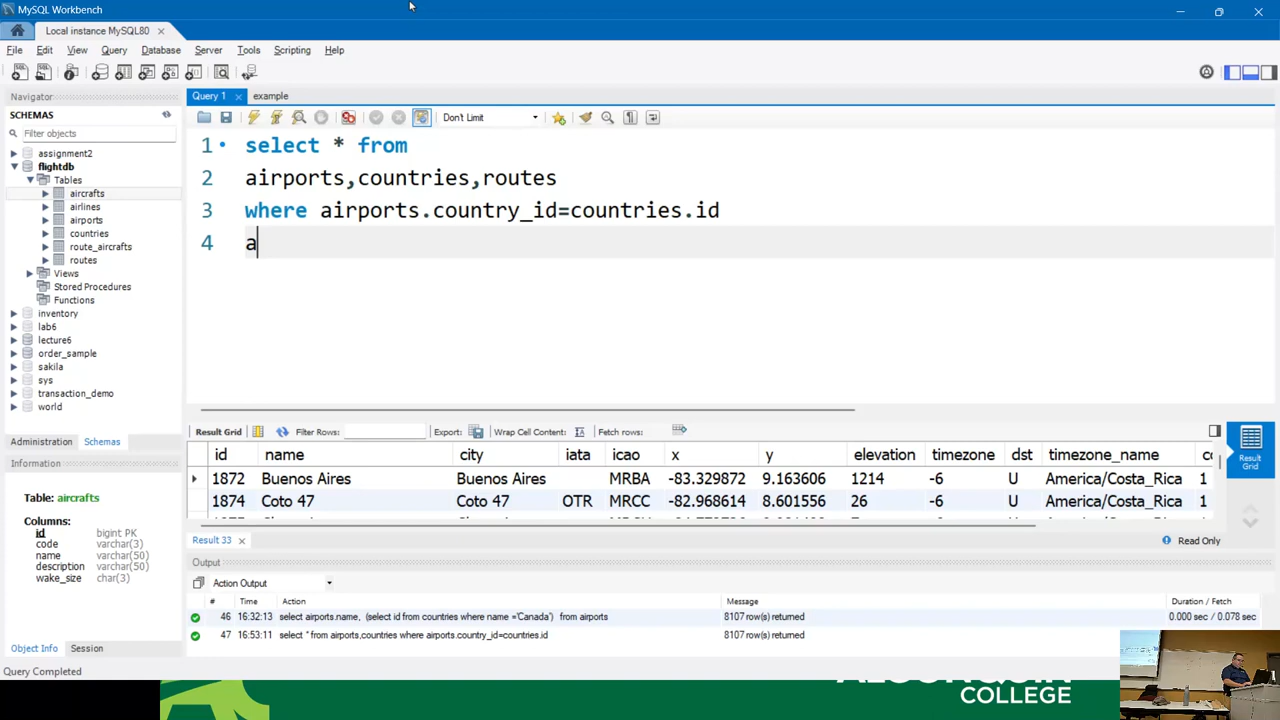 MySQL Workbench
Local instance MySQL80
File Edit View Query Database Server Tools Scripting Help
Navigator
SCHEMAS
Filter objects
assignment2
flightdb
Tables
aircrafts
airlines
airports
countries
route_aircrafts
routes
Views
Stored Procedures
Functions
inventory
lab6
lecture6
order_sample
sakila
sys
transaction_demo
world
Administration Schemas
Information
Table: aircrafts
Columns:
id bigint PK
code varchar(3)
name varchar(50)
description varchar(50)
wake_size char(3)
Object Info Session
Query Completed
Query 1 example
Don't Limit
1 select * from
2 airports,countries,routes
3 where airports.country_id=countries.id
4 a
Result Grid Filter Rows: Export: Wrap Cell Content: Fetch rows:
id name city iata icao x y elevation timezone dst timezone_name
1872 Buenos Aires Buenos Aires MRBA -83.329872 9.163606 1214 -6 U America/Costa_Rica 1
1874 Coto 47 Coto 47 OTR MRCC -82.968614 8.601556 26 -6 U America/Costa_Rica 1
Result Grid
Result 33
Read Only
Output
Action Output
# Time Action Message Duration / Fetch
46 16:32:13 select airports.name, (select id from countries where name ='Canada') from airports 8107 row(s) returned 0.000 sec / 0.078 sec
47 16:53:11 select * from airports,countries where airports.country_id=countries.id 8107 row(s) returned
COLLEGE